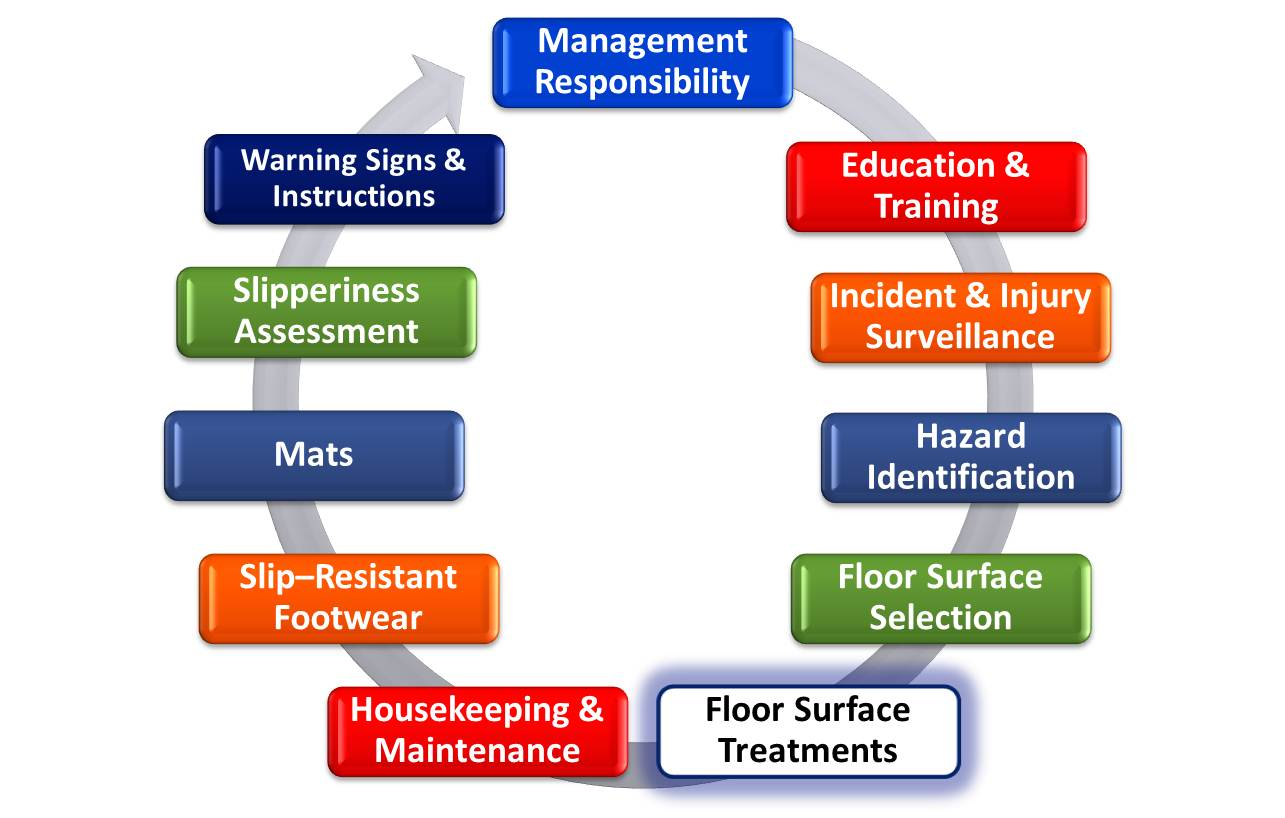 Management
Responsibility
Education &
Training
Incident & Injury
Surveillance
Hazard
Identification
Floor Surface
Selection
Floor Surface
Treatments
Housekeeping &
Maintenance
Slip–Resistant
Footwear
Mats
Slipperiness
Assessment
Warning Signs &
Instructions